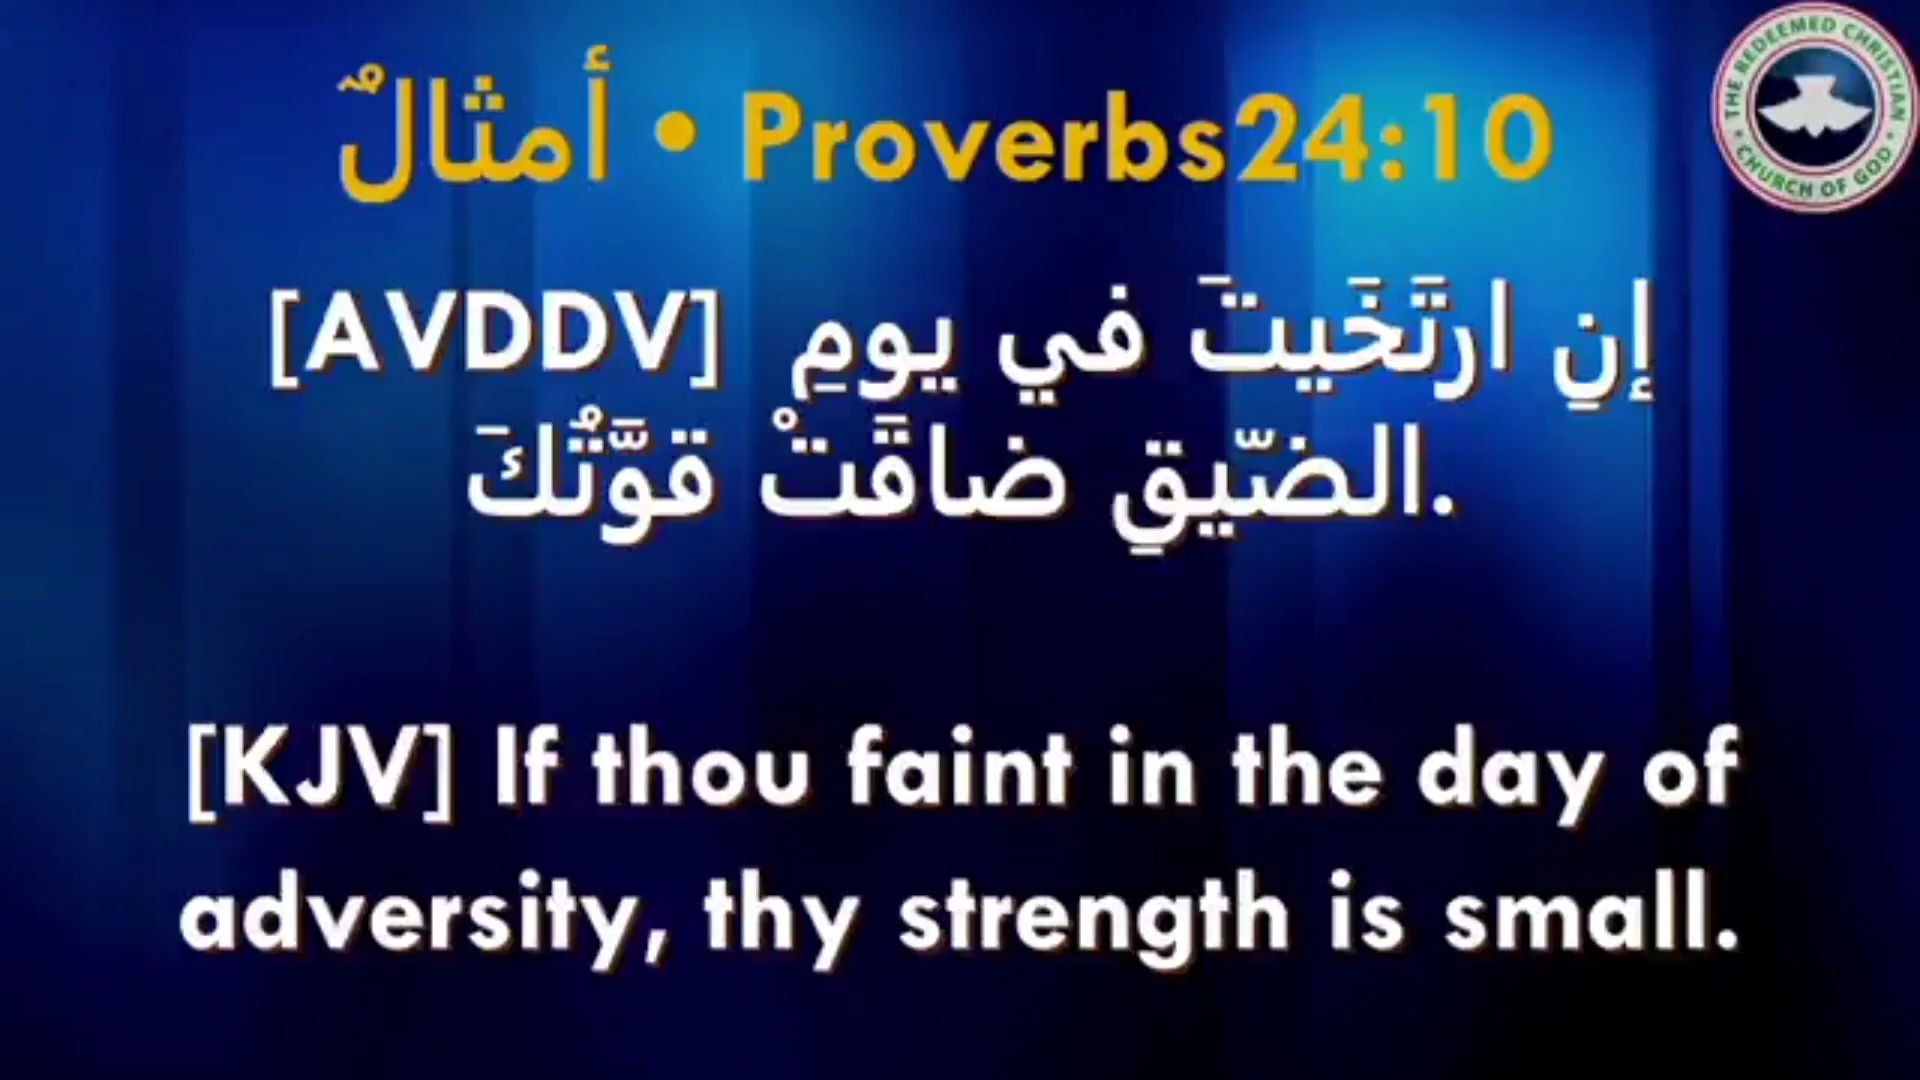 أمثالٌ • Proverbs24:10
THE REDEEMED CHRISTIAN CHURCH OF GOD
[AVDDV] إنِ ارتَخَيتَ في يومِ
الضّيقِ ضاقَتْ قوَّتُكَ.
[KJV] If thou faint in the day of
adversity, thy strength is small.